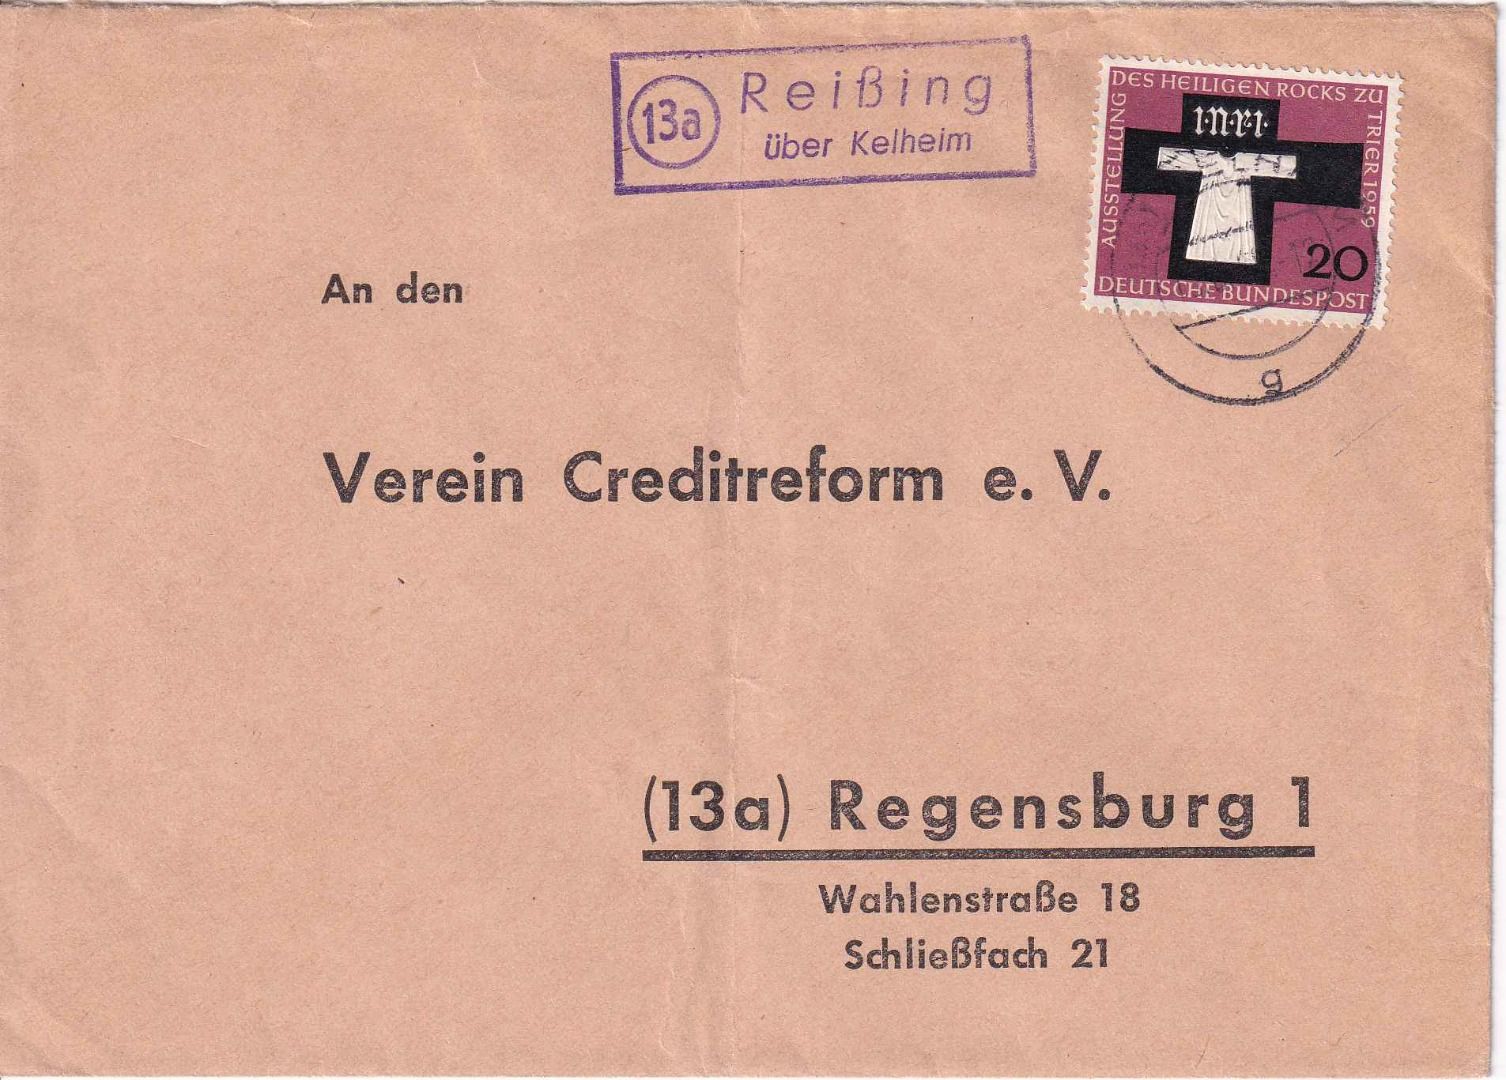 13a
Reißing
über Kelheim
AUSSTELLUNG
DES HEILIGEN ROCKS ZU
TRIER 1959
I·N·R·I·
20
DEUTSCHE BUNDESPOST
g
An den
Verein Creditreform e. V.
(13a) Regensburg 1
Wahlenstraße 18
Schließfach 21